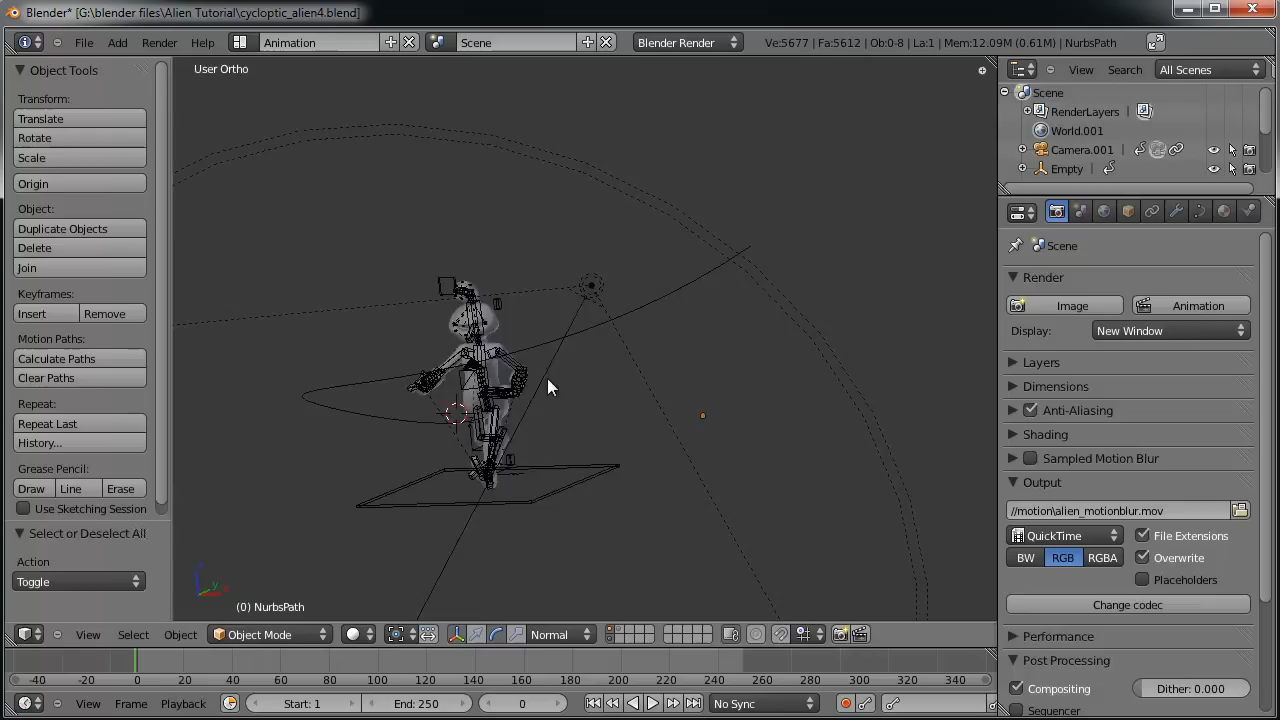 Blender* [G:\blender files\Alien Tutorial\cycloptic_alien4.blend]
File Add Render Help Animation Scene Blender Render Ve:5677 | Fa:5612 | Ob:0-8 | La:1 | Mem:12.09M (0.61M) | NurbsPath
Object Tools
Transform:
Translate
Rotate
Scale
Origin
Object:
Duplicate Objects
Delete
Join
Keyframes:
Insert Remove
Motion Paths:
Calculate Paths
Clear Paths
Repeat:
Repeat Last
History...
Grease Pencil:
Draw Line Erase
Use Sketching Session
Select or Deselect All
Action
Toggle
User Ortho
(0) NurbsPath
View Search All Scenes
Scene
RenderLayers
World.001
Camera.001
Empty
Scene
Render
Image Animation
Display: New Window
Layers
Dimensions
Anti-Aliasing
Shading
Sampled Motion Blur
Output
//motion\alien_motionblur.mov
QuickTime File Extensions
BW RGB RGBA Overwrite
Placeholders
Change codec
Performance
Post Processing
Compositing Dither: 0.000
Sequencer
View Select Object Object Mode Normal
-40 -20 0 20 40 60 80 100 120 140 160 180 200 220 240 260 280 300 320 340
View Frame Playback Start: 1 End: 250 0 No Sync